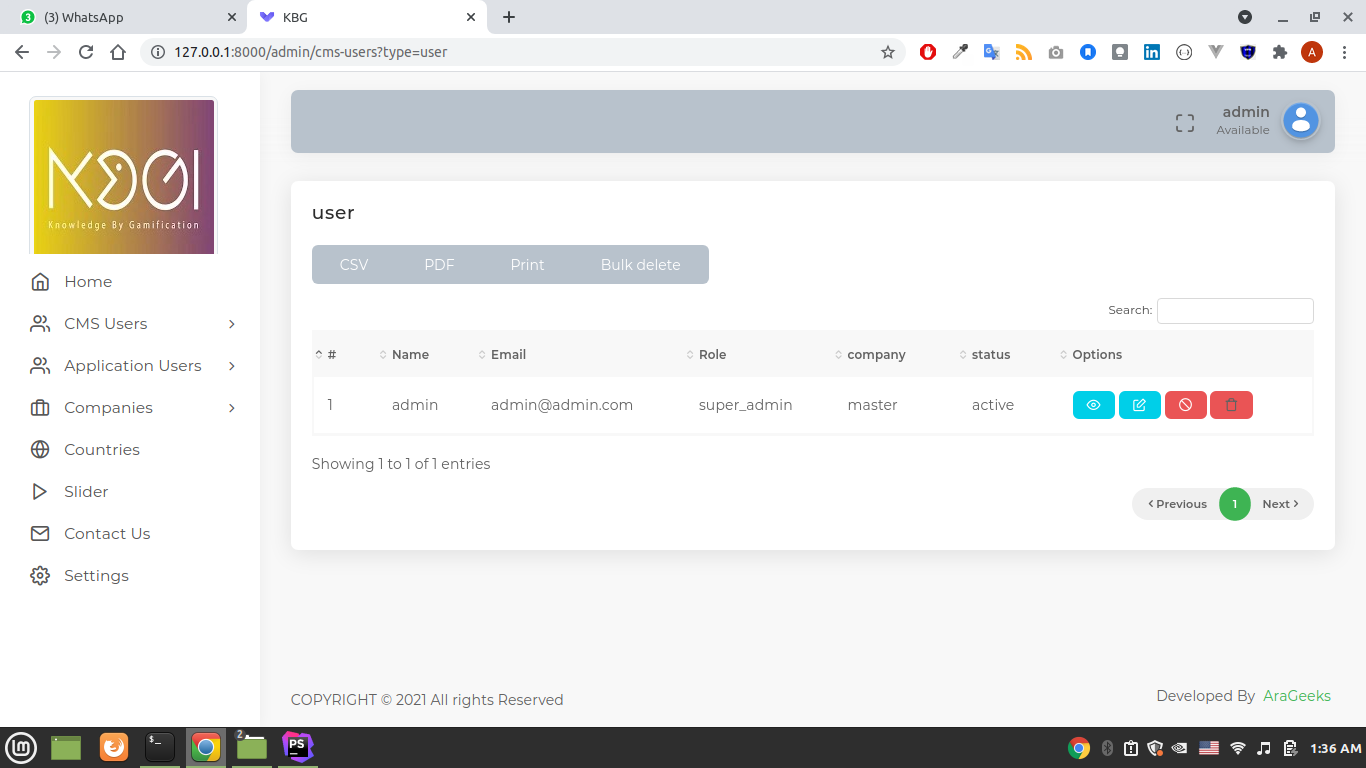 3 (3) WhatsApp
KBG
127.0.0.1:8000/admin/cms-users?type=user
A
Knowledge By Gamification
admin
Available
Home
CMS Users
Application Users
Companies
Countries
Slider
Contact Us
Settings
user
CSV PDF Print Bulk delete
Search:
# Name Email Role company status Options
1 admin admin@admin.com super_admin master active
Showing 1 to 1 of 1 entries
Previous 1 Next
COPYRIGHT © 2021 All rights Reserved
Developed By AraGeeks
$_ 2 PS 1:36 AM